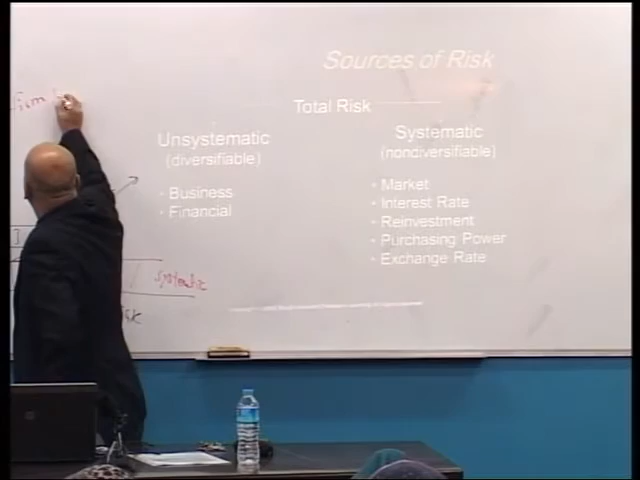 Sources of Risk
firm
Total Risk
Unsystematic
(diversifiable)
Business
Financial
Systematic
(nondiversifiable)
Market
Interest Rate
Reinvestment
Purchasing Power
Exchange Rate
systematic